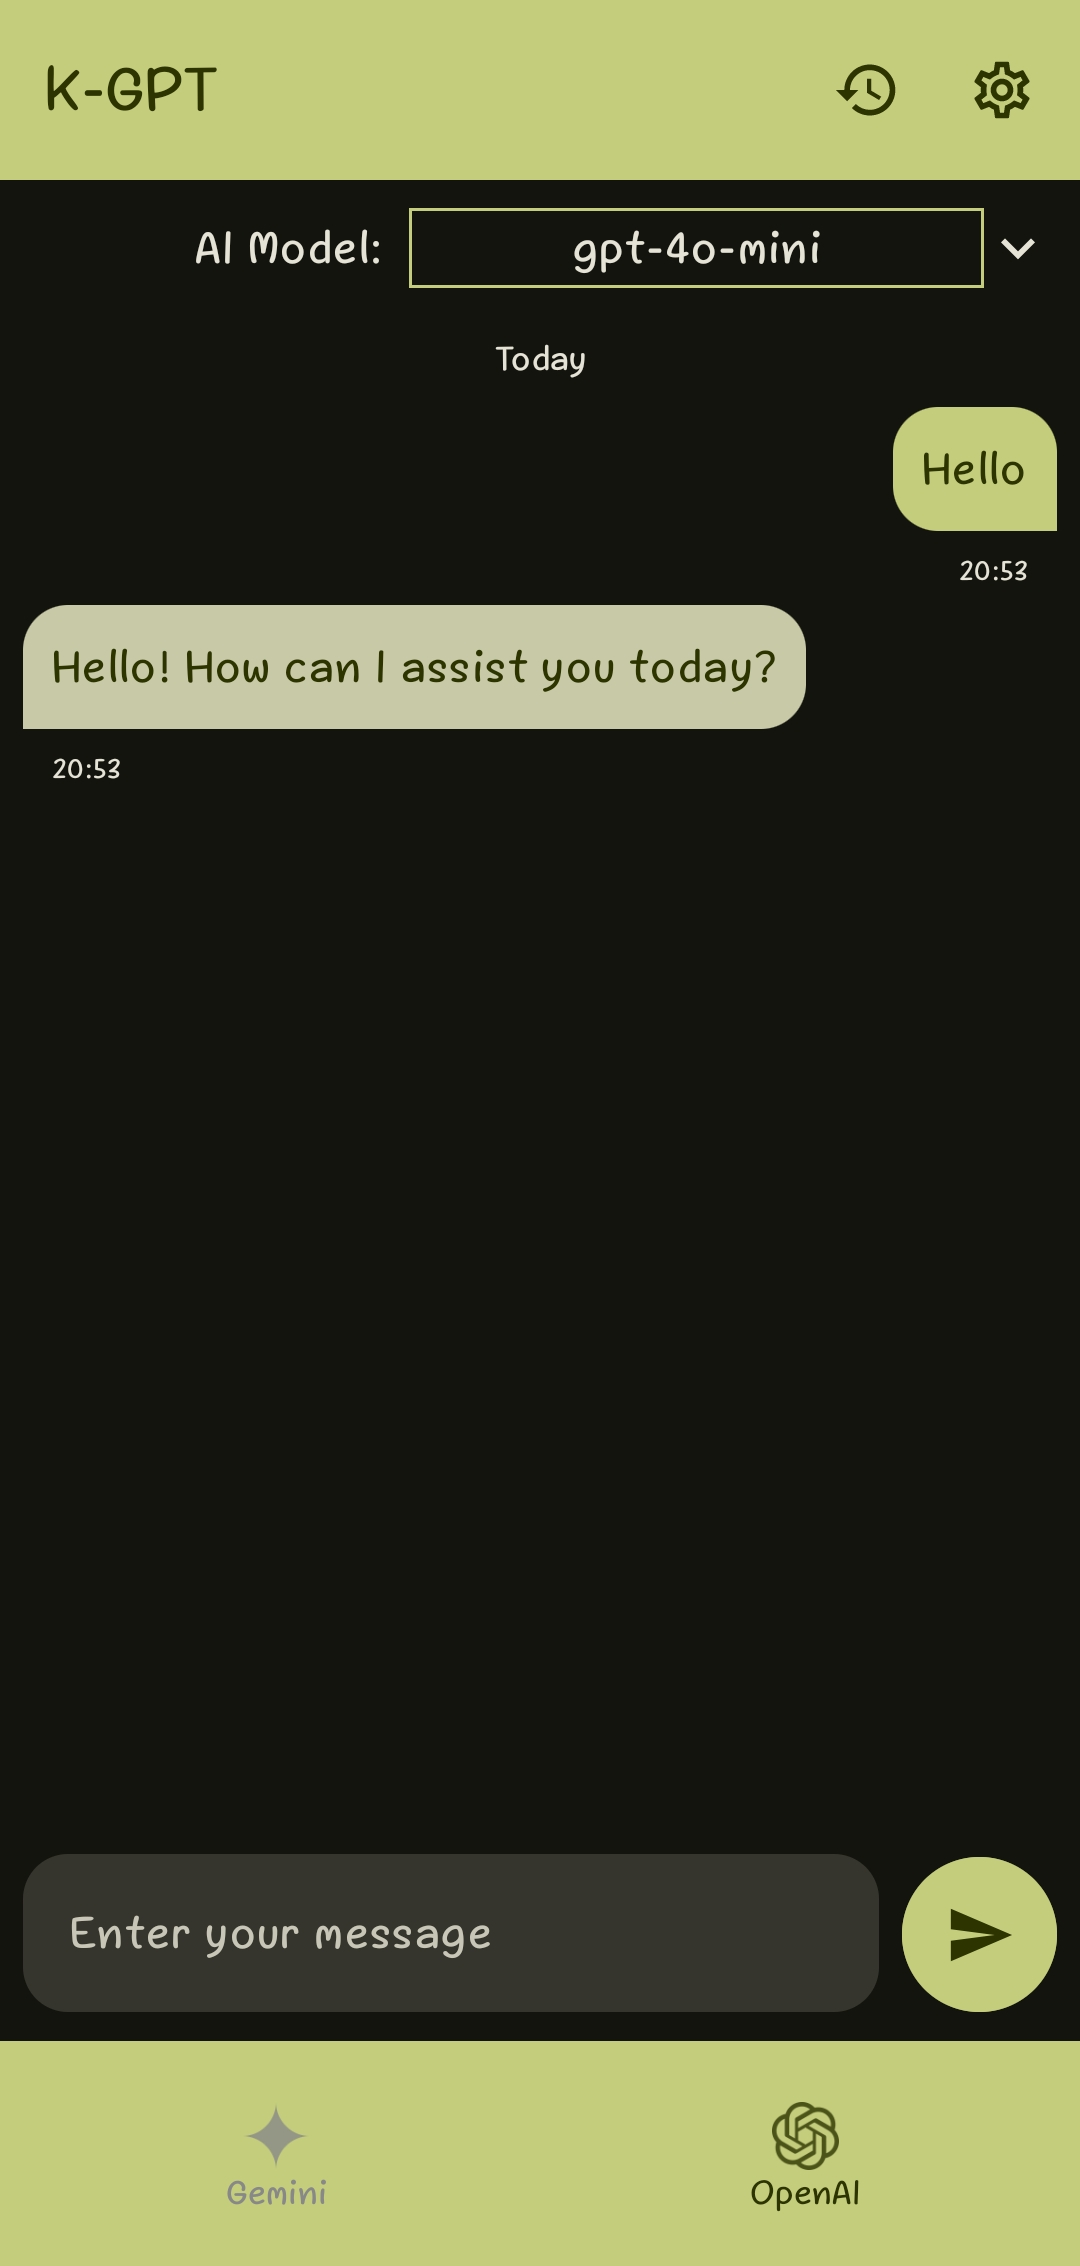 K-GPT
AI Model: gpt-4o-mini
Today
Hello
20:53
Hello! How can I assist you today?
20:53
Enter your message
Gemini OpenAI